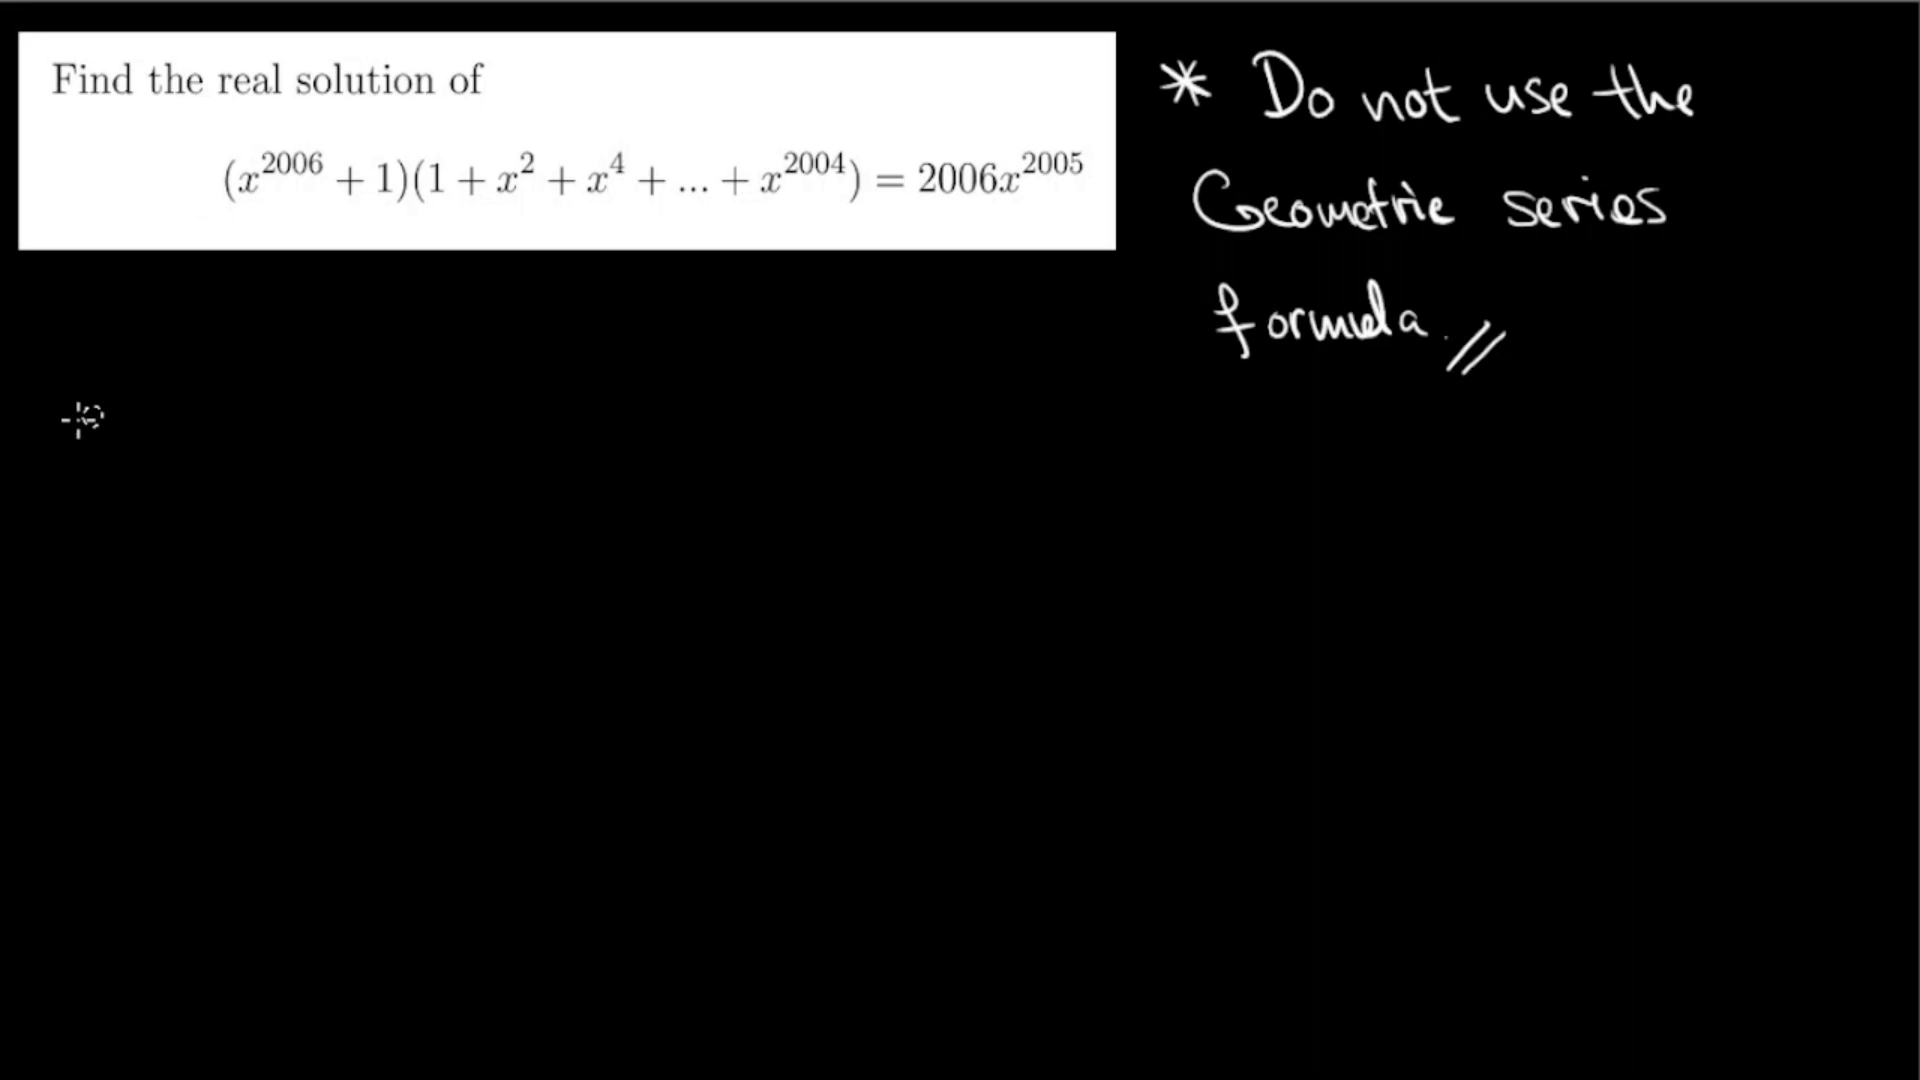 Find the real solution of
(x^2006 + 1)(1 + x^2 + x^4 + ... + x^2004) = 2006x^2005
* Do not use the
Geometric series
formula.//